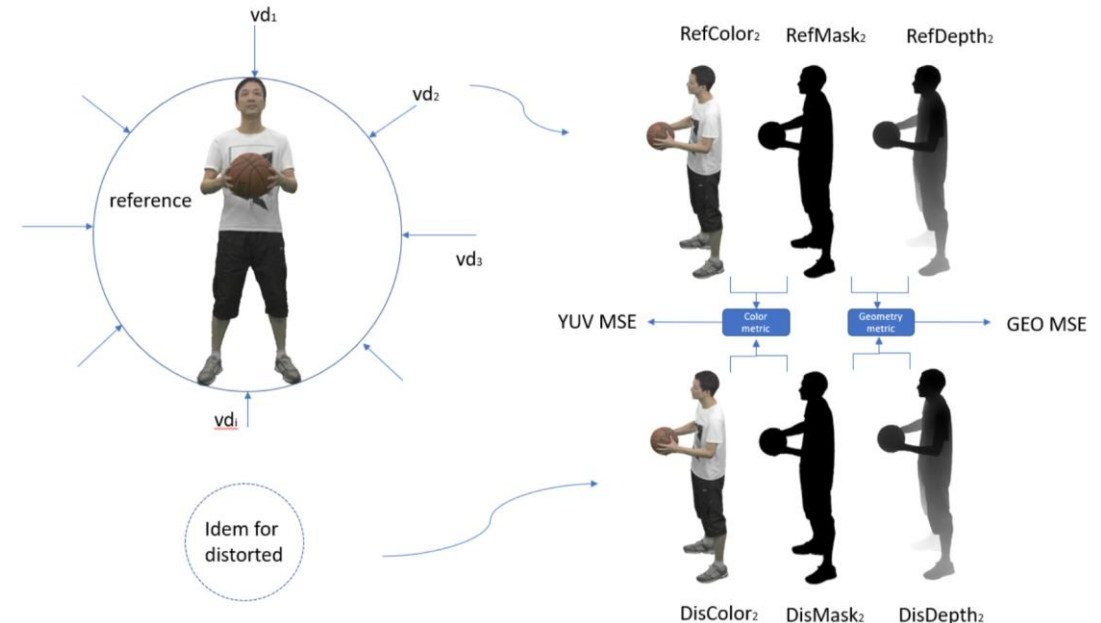 vd₁
vd₂
reference
vd₃
vdᵢ
Idem for
distorted
RefColor₂ RefMask₂ RefDepth₂
YUV MSE
Color
metric
Geometry
metric
GEO MSE
DisColor₂ DisMask₂ DisDepth₂